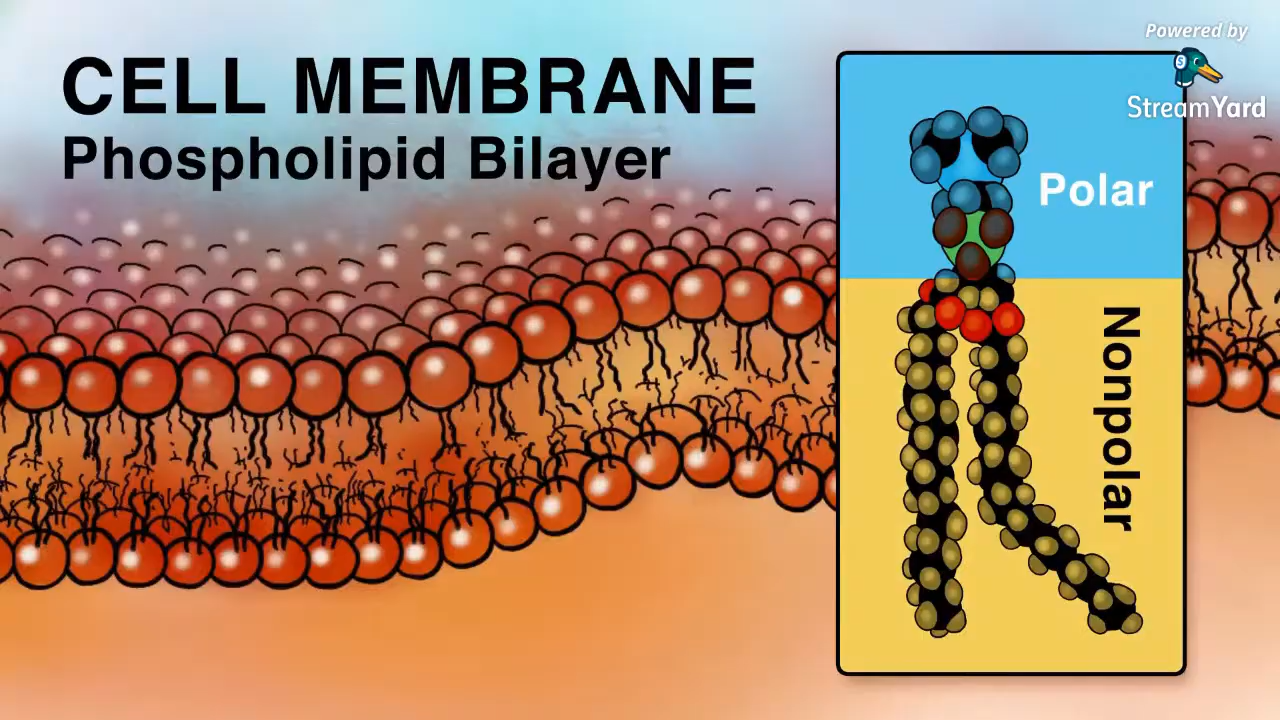 CELL MEMBRANE
Phospholipid Bilayer
Powered by
S
StreamYard
Polar
Nonpolar